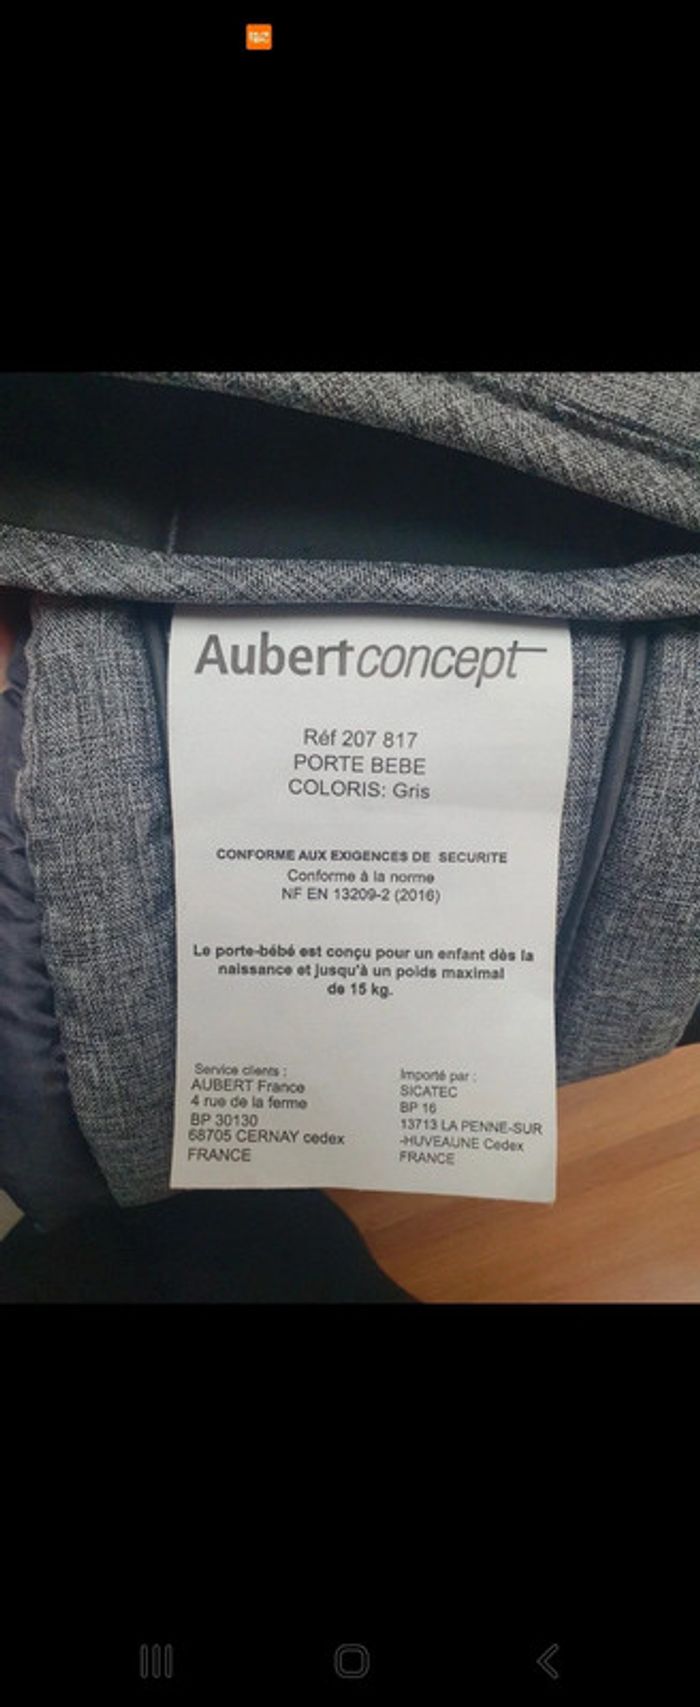 Aubert concept
Réf 207 817
PORTE BEBE
COLORIS: Gris
CONFORME AUX EXIGENCES DE SECURITE
Conforme à la norme
NF EN 13209-2 (2016)
Le porte-bébé est conçu pour un enfant dès la
naissance et jusqu'à un poids maximal
de 15 kg.
Service clients :
AUBERT France
4 rue de la ferme
BP 30130
68705 CERNAY cedex
FRANCE
Importé par :
SICATEC
BP 16
13713 LA PENNE-SUR
-HUVEAUNE Cedex
FRANCE